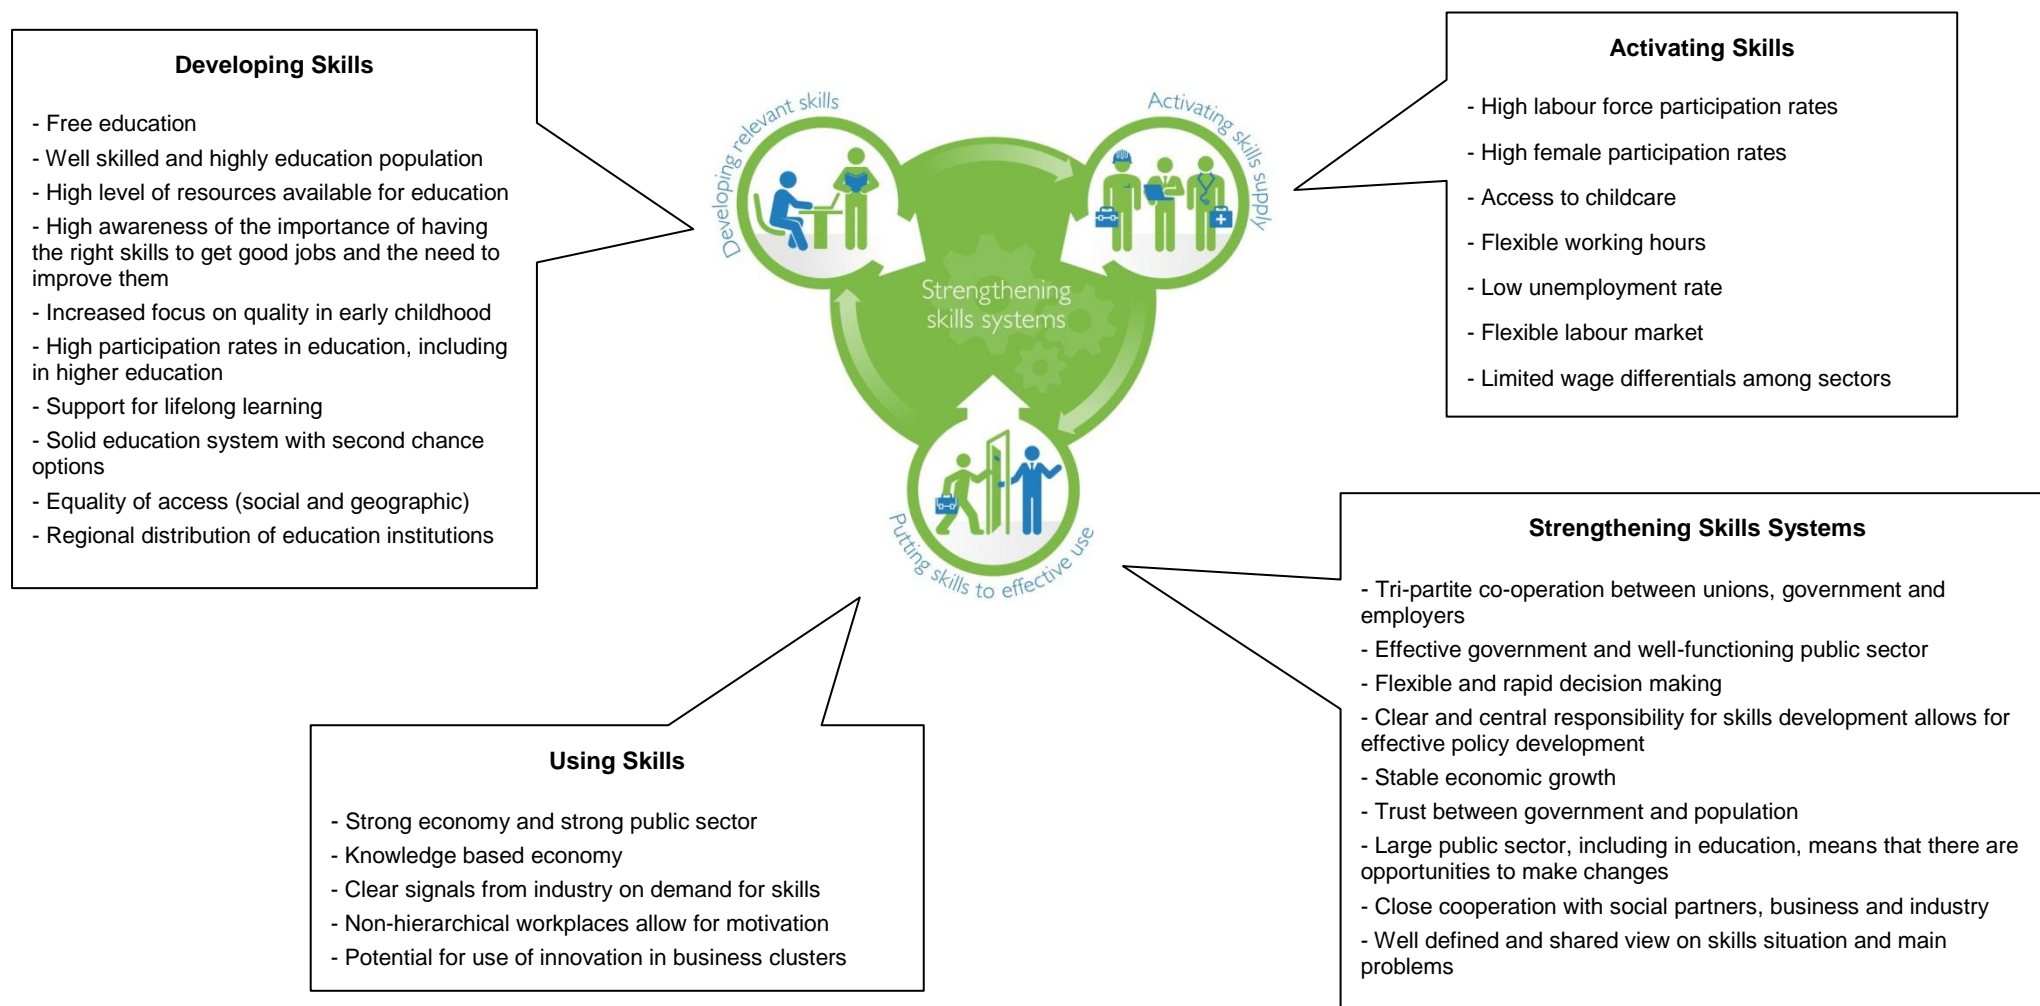 Developing Skills
- Free education
- Well skilled and highly education population
- High level of resources available for education
- High awareness of the importance of having
the right skills to get good jobs and the need to
improve them
- Increased focus on quality in early childhood
- High participation rates in education, including
in higher education
- Support for lifelong learning
- Solid education system with second chance
options
- Equality of access (social and geographic)
- Regional distribution of education institutions
Developing relevant skills
Activating skills supply
Strengthening
skills systems
Putting skills to effective use
Activating Skills
- High labour force participation rates
- High female participation rates
- Access to childcare
- Flexible working hours
- Low unemployment rate
- Flexible labour market
- Limited wage differentials among sectors
Using Skills
- Strong economy and strong public sector
- Knowledge based economy
- Clear signals from industry on demand for skills
- Non-hierarchical workplaces allow for motivation
- Potential for use of innovation in business clusters
Strengthening Skills Systems
- Tri-partite co-operation between unions, government and
employers
- Effective government and well-functioning public sector
- Flexible and rapid decision making
- Clear and central responsibility for skills development allows for
effective policy development
- Stable economic growth
- Trust between government and population
- Large public sector, including in education, means that there are
opportunities to make changes
- Close cooperation with social partners, business and industry
- Well defined and shared view on skills situation and main
problems